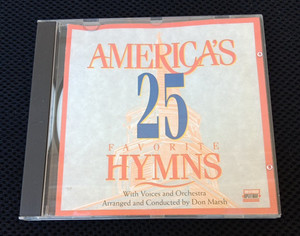 AMERICA'S
25
FAVORITE
HYMNS
With Voices and Orchestra
Arranged and Conducted by Don Marsh